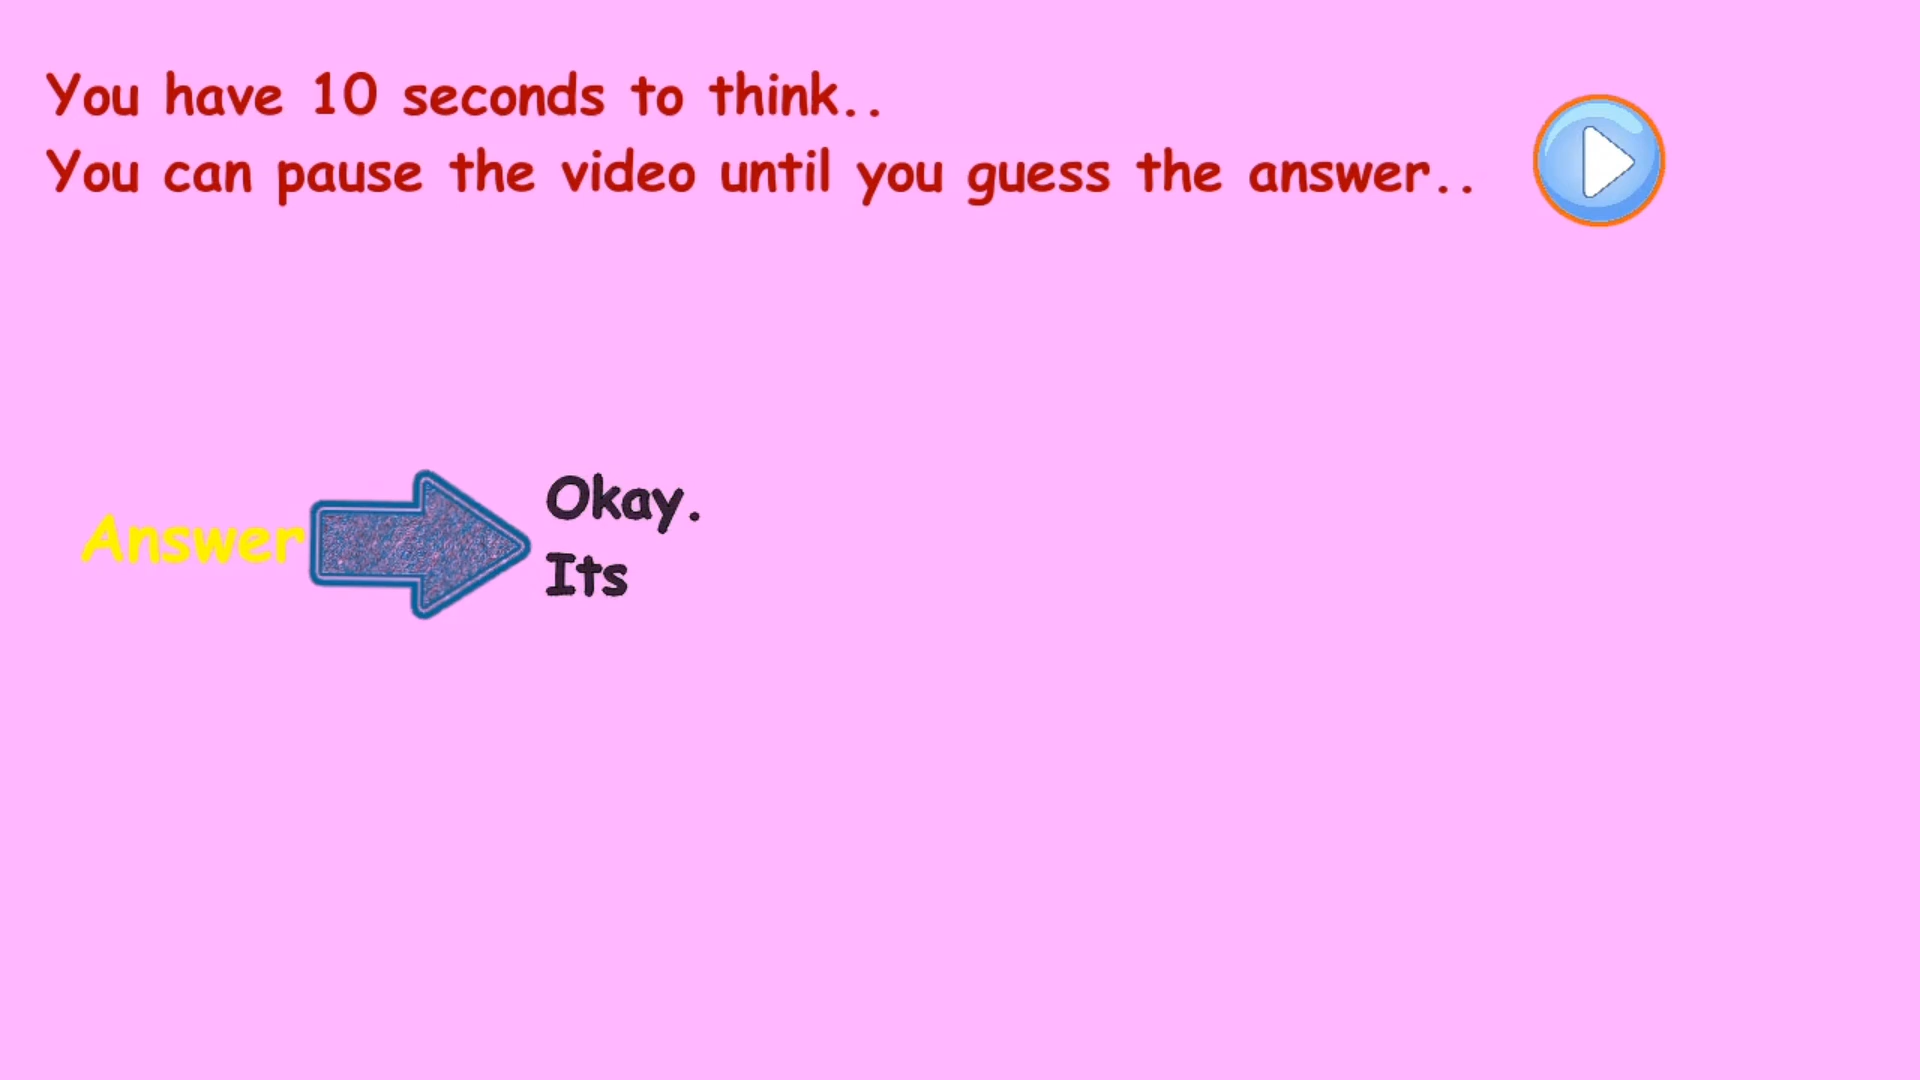 You have 10 seconds to think..
You can pause the video until you guess the answer..
Answer
Okay.
Its